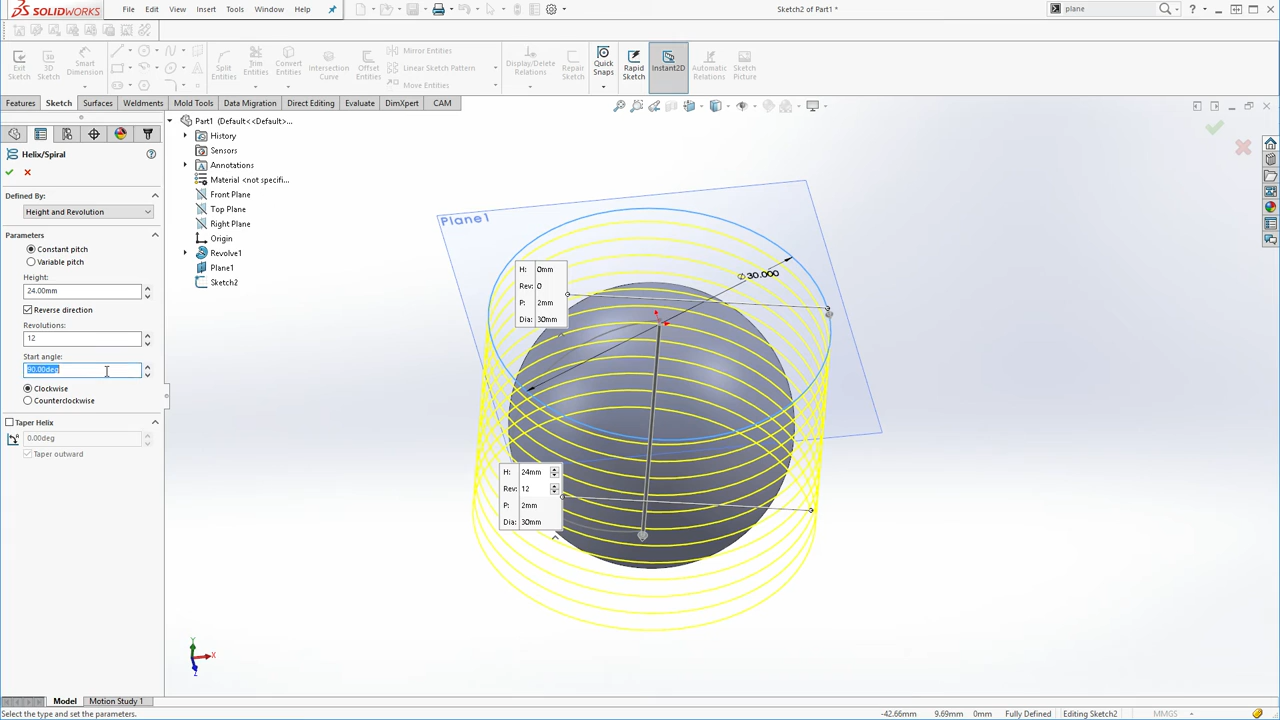 SOLIDWORKS
File Edit View Insert Tools Window Help
Sketch2 of Part1 *
plane
Exit Sketch
3D Sketch
Smart Dimension
Split Entities
Trim Entities
Convert Entities
Intersection Curve
Offset Entities
Mirror Entities
Linear Sketch Pattern
Move Entities
Display/Delete Relations
Repair Sketch
Quick Snaps
Rapid Sketch
Instant2D
Automatic Relations
Sketch Picture
Features Sketch Surfaces Weldments Mold Tools Data Migration Direct Editing Evaluate DimXpert CAM
Helix/Spiral
Defined By:
Height and Revolution
Parameters
Constant pitch
Variable pitch
Height:
24.00mm
Reverse direction
Revolutions:
12
Start angle:
90.00deg
Clockwise
Counterclockwise
Taper Helix
0.00deg
Taper outward
Part1 (Default<<Default>...
History
Sensors
Annotations
Material <not specifi...
Front Plane
Top Plane
Right Plane
Origin
Revolve1
Plane1
Sketch2
Plane1
H: 0mm
Rev: 0
P: 2mm
Dia: 30mm
∅30.000
H: 24mm
Rev: 12
P: 2mm
Dia: 30mm
Y
X
Z
Model Motion Study 1
Select the type and set the parameters.
-42.66mm 9.69mm 0mm Fully Defined Editing Sketch2 MMGS